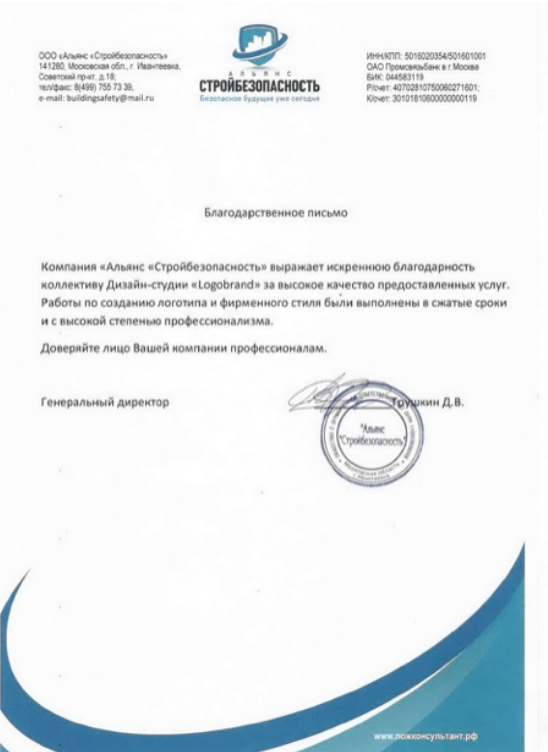 ООО «Альянс «Стройбезопасность»
141280, Московская обл., г. Ивантеевка,
Советский пр-кт, д.18;
тел/факс: 8(499) 755 73 39,
e-mail: buildingsafety@mail.ru
АЛЬЯНС
СТРОЙБЕЗОПАСНОСТЬ
Безопасное будущее уже сегодня
ИНН/КПП: 5016020354/501601001
ОАО Промсвязьбанк в г.Москва
БИК: 044583119
Р/счет: 40702810750060271601;
К/счет: 30101810600000000119
Благодарственное письмо
Компания «Альянс «Стройбезопасность» выражает искреннюю благодарность
коллективу Дизайн-студии «Logobrand» за высокое качество предоставленных услуг.
Работы по созданию логотипа и фирменного стиля были выполнены в сжатые сроки
и с высокой степенью профессионализма.
Доверяйте лицо Вашей компании профессионалам.
Генеральный директор
Трушкин Д.В.
"Альянс
"Стройбезопасность"
www.пожконсультант.рф